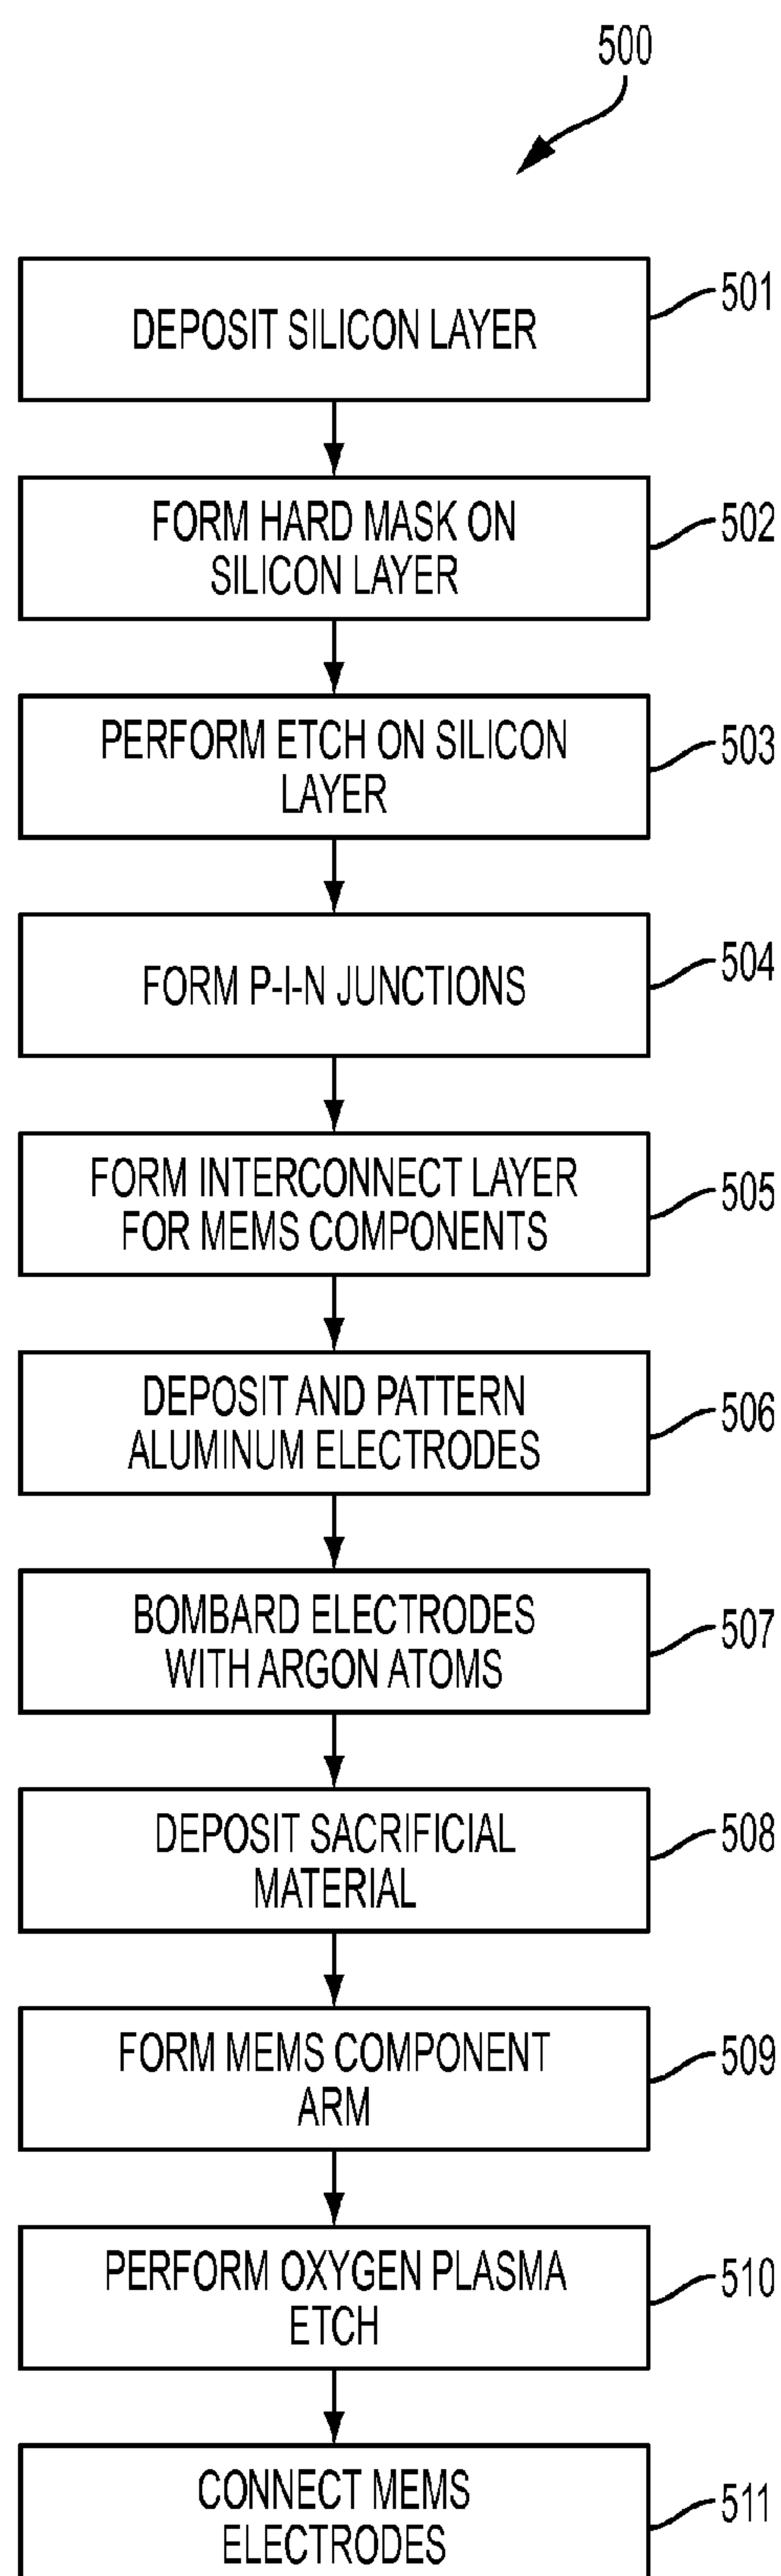 500
DEPOSIT SILICON LAYER
501
FORM HARD MASK ON
SILICON LAYER
502
PERFORM ETCH ON SILICON
LAYER
503
FORM P-I-N JUNCTIONS
504
FORM INTERCONNECT LAYER
FOR MEMS COMPONENTS
505
DEPOSIT AND PATTERN
ALUMINUM ELECTRODES
506
BOMBARD ELECTRODES
WITH ARGON ATOMS
507
DEPOSIT SACRIFICIAL
MATERIAL
508
FORM MEMS COMPONENT
ARM
509
PERFORM OXYGEN PLASMA
ETCH
510
CONNECT MEMS
ELECTRODES
511